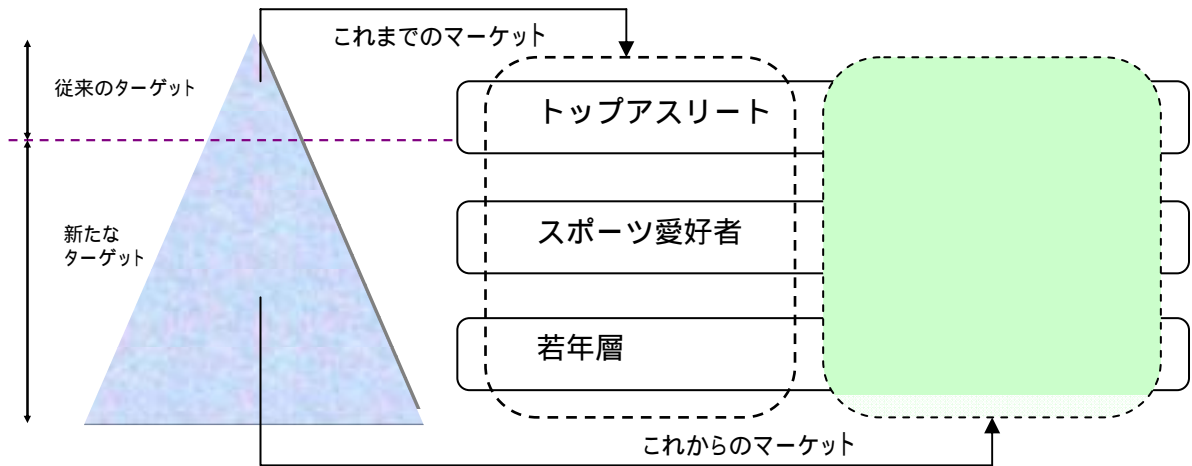 これまでのマーケット
従来のターゲット
トップアスリート
新たな
ターゲット
スポーツ愛好者
若年層
これからのマーケット